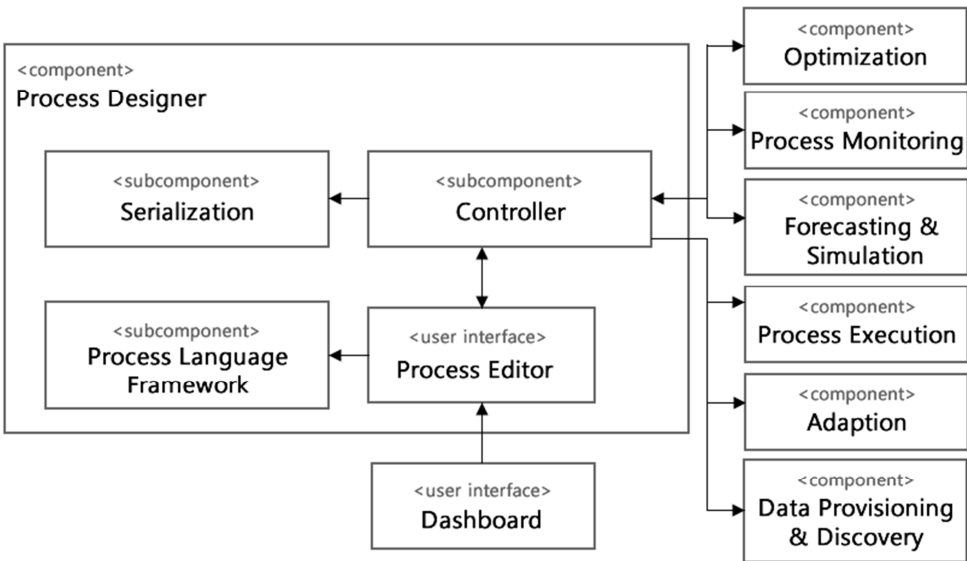 <component>
Process Designer
<subcomponent>
Serialization
<subcomponent>
Controller
<subcomponent>
Process Language
Framework
<user interface>
Process Editor
<user interface>
Dashboard
<component>
Optimization
<component>
Process Monitoring
<component>
Forecasting &
Simulation
<component>
Process Execution
<component>
Adaption
<component>
Data Provisioning
& Discovery